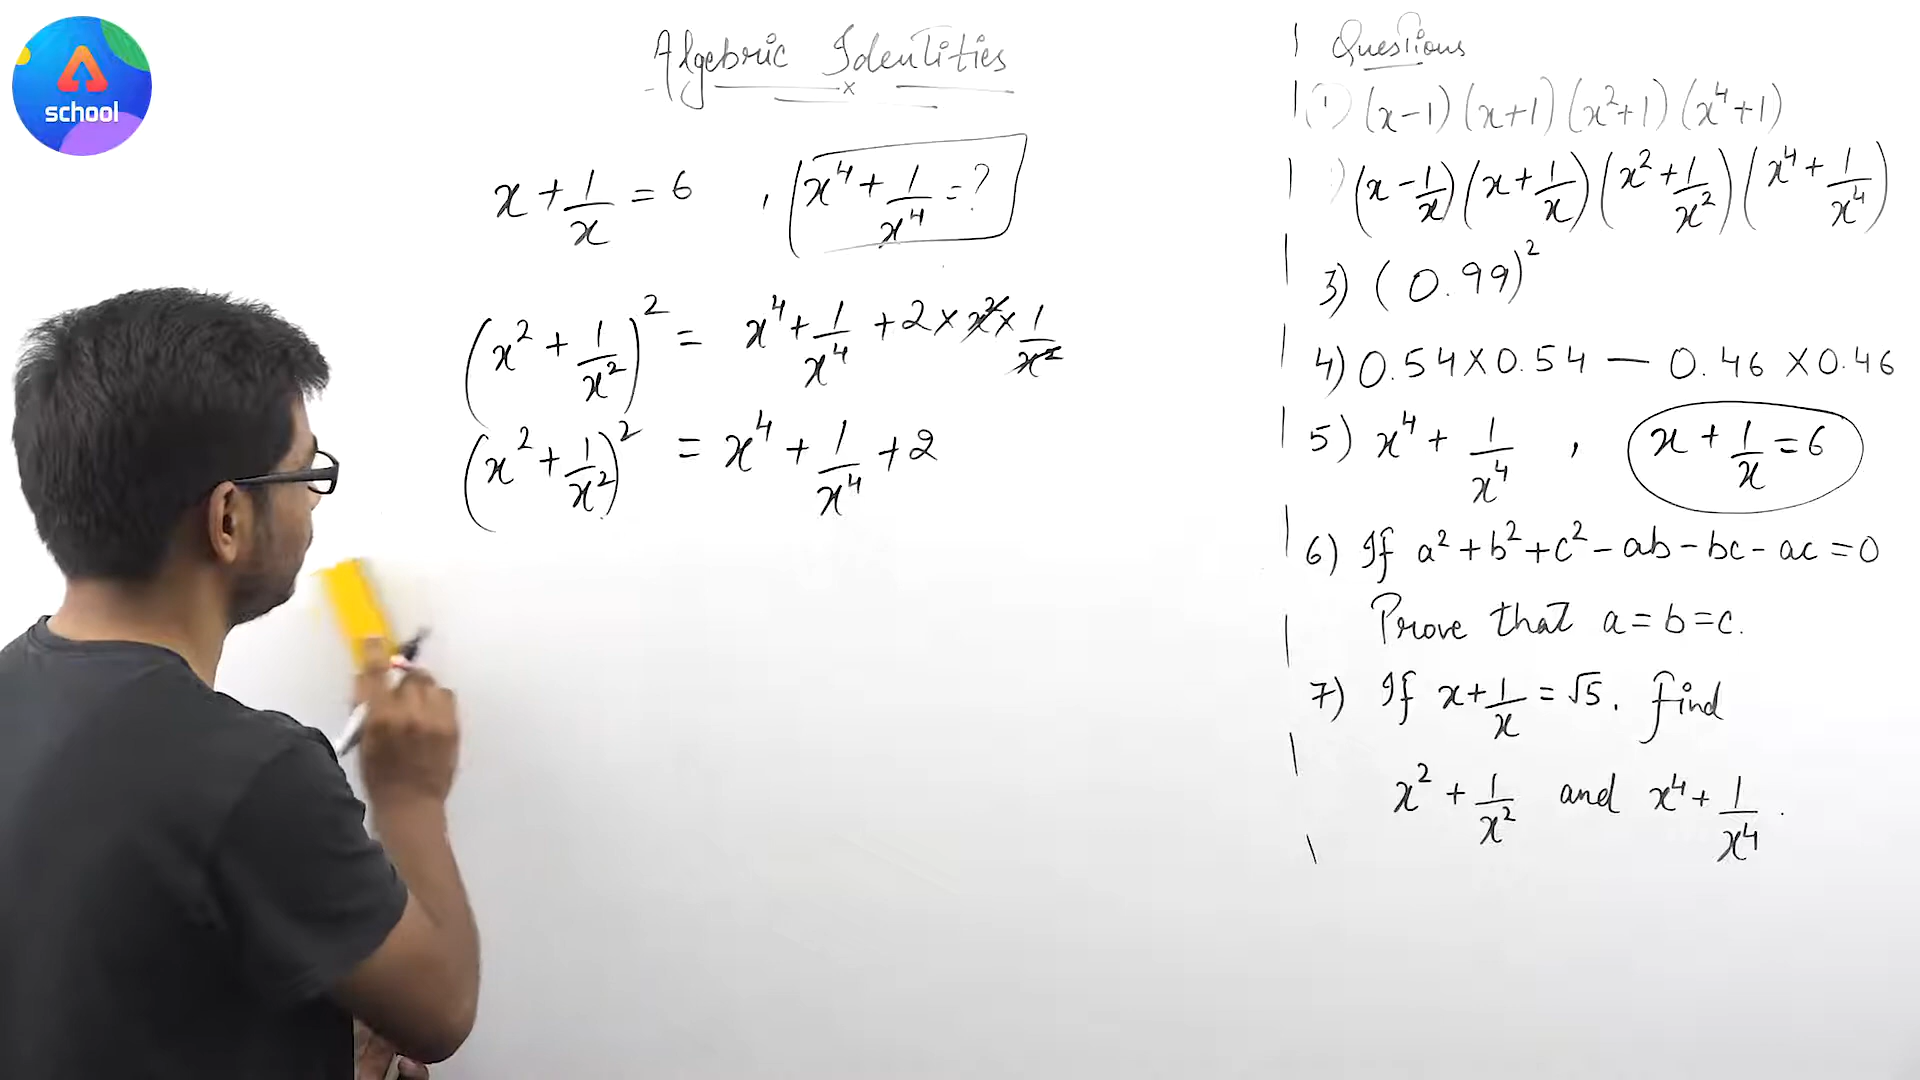 school
Algebric Identities
x + 1/x = 6 , x⁴ + 1/x⁴ = ?
(x² + 1/x²)² = x⁴ + 1/x⁴ + 2 × x² × 1/x²
(x² + 1/x²)² = x⁴ + 1/x⁴ + 2
Questions
(1) (x-1) (x+1) (x²+1) (x⁴+1)
) (x - 1/x) (x + 1/x) (x² + 1/x²) (x⁴ + 1/x⁴)
3) (0.99)²
4) 0.54×0.54 — 0.46×0.46
5) x⁴ + 1/x⁴ , x + 1/x = 6
6) If a²+b²+c²-ab-bc-ac=0
Prove that a=b=c.
7) If x + 1/x = √5. find
x² + 1/x² and x⁴ + 1/x⁴.